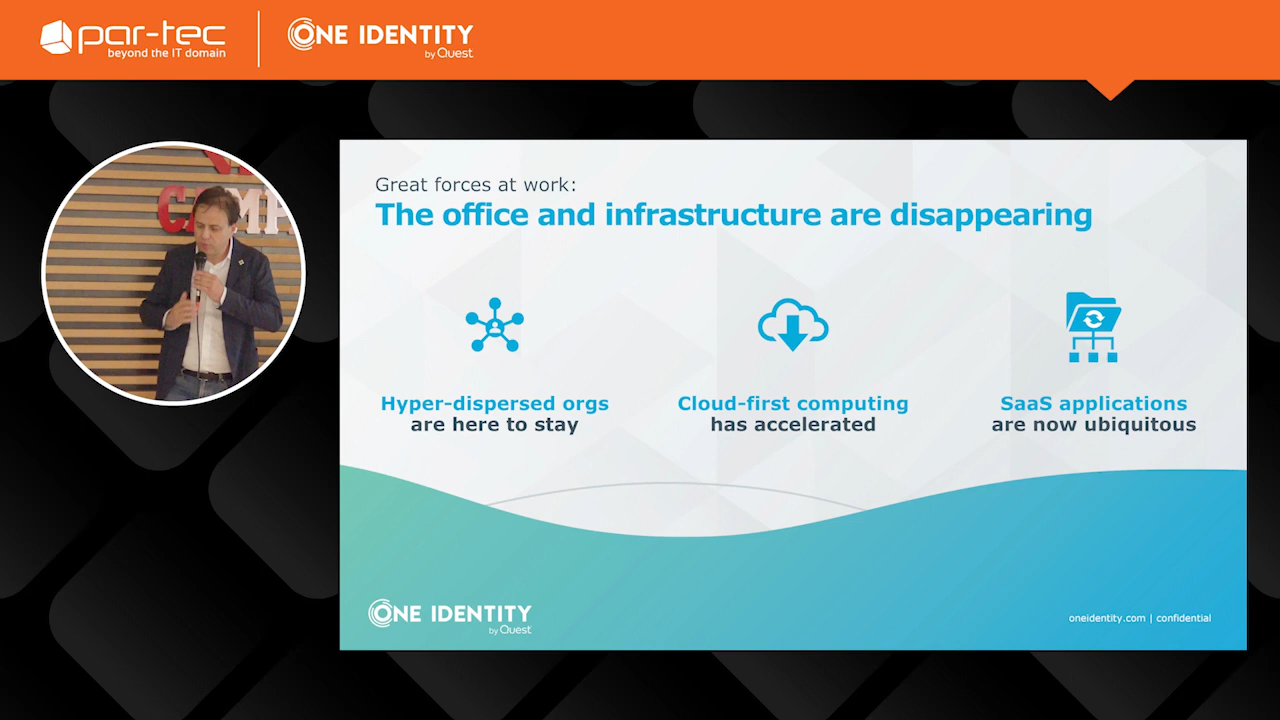 par-tec
beyond the IT domain
ONE IDENTITY
by Quest
CAMP
Great forces at work:
The office and infrastructure are disappearing
Hyper-dispersed orgs
are here to stay
Cloud-first computing
has accelerated
SaaS applications
are now ubiquitous
ONE IDENTITY
by Quest
oneidentity.com | confidential